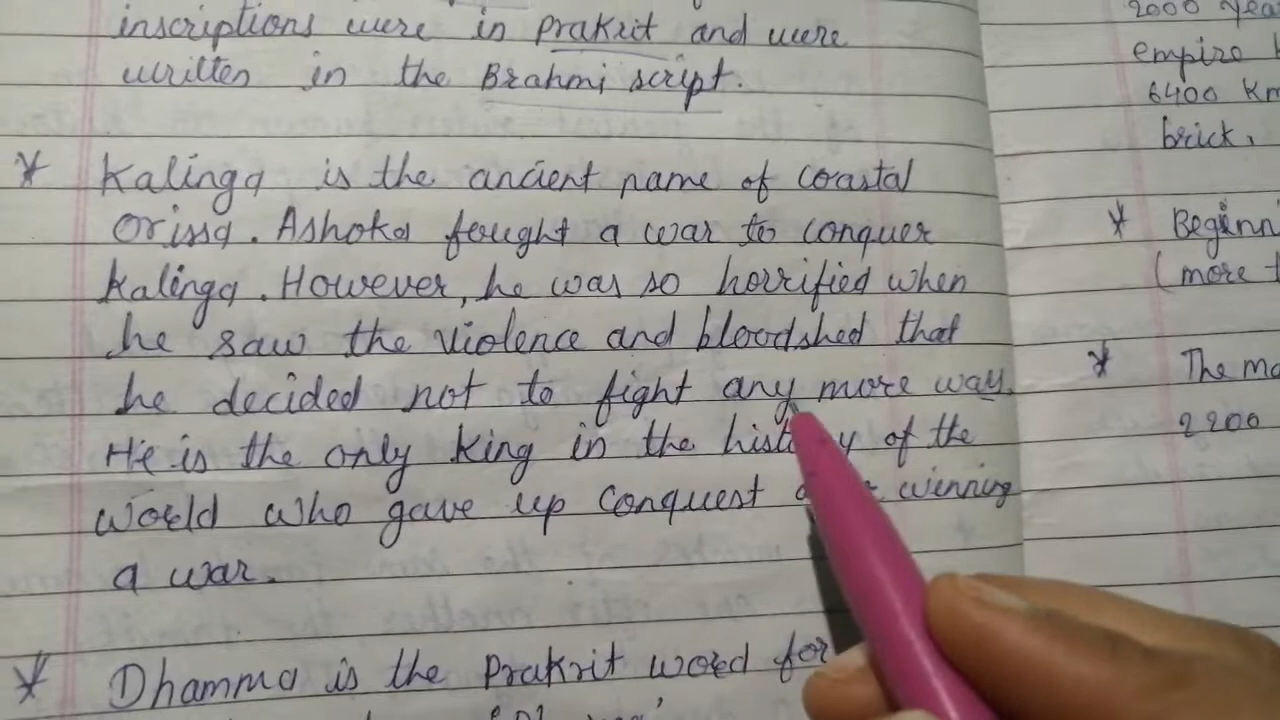 inscriptions were in Prakrit and were
written in the Brahmi script.
* Kalinga is the ancient name of coastal
Orissa. Ashoka fought a war to conquer
Kalinga. However, he was so horrified when
he saw the violence and bloodshed that
he decided not to fight any more way.
He is the only King in the history of the
world who gave up conquest winning
a war.
* Dhamma is the Prakrit word for
2000
empire
6400 Km
brick.
*
(more
* The
2200